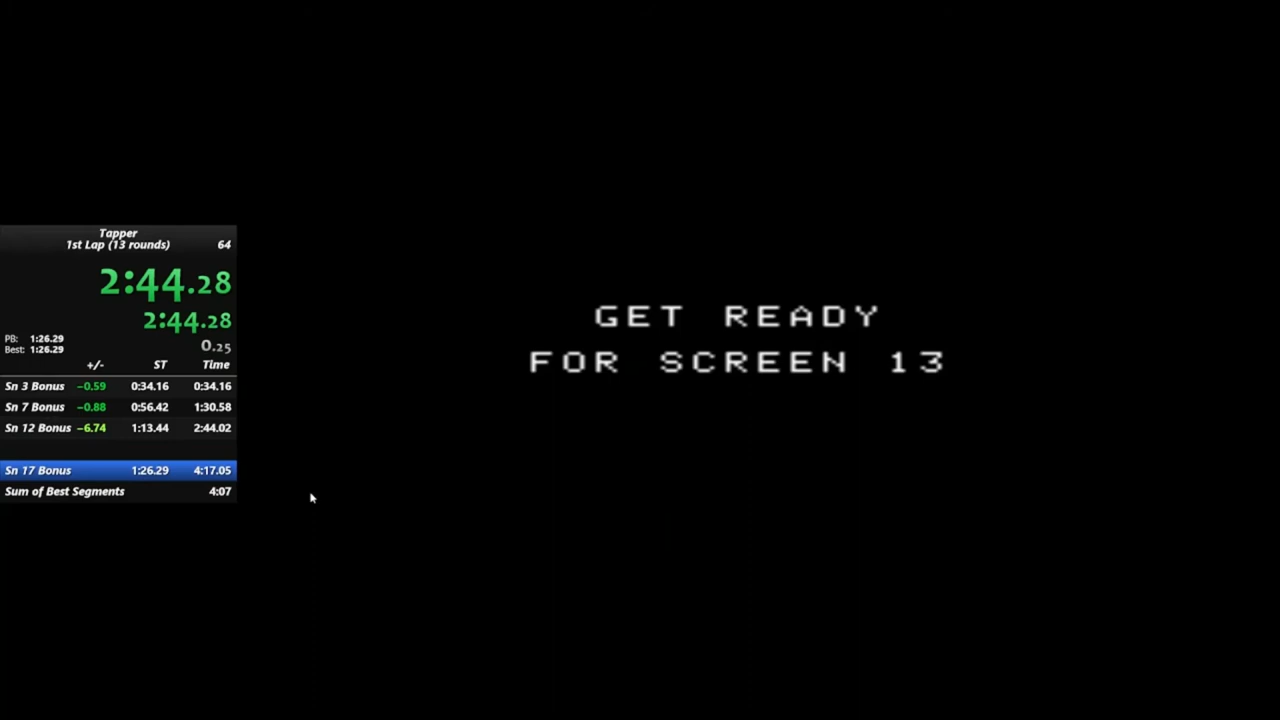 Tapper
1st Lap (13 rounds) 64
2:44.28
2:44.28
PB: 1:26.29
Best: 1:26.29
0.25
+/- ST Time
Sn 3 Bonus −0.59 0:34.16 0:34.16
Sn 7 Bonus −0.88 0:56.42 1:30.58
Sn 12 Bonus −6.74 1:13.44 2:44.02
Sn 17 Bonus 1:26.29 4:17.05
Sum of Best Segments 4:07
GET READY
FOR SCREEN 13